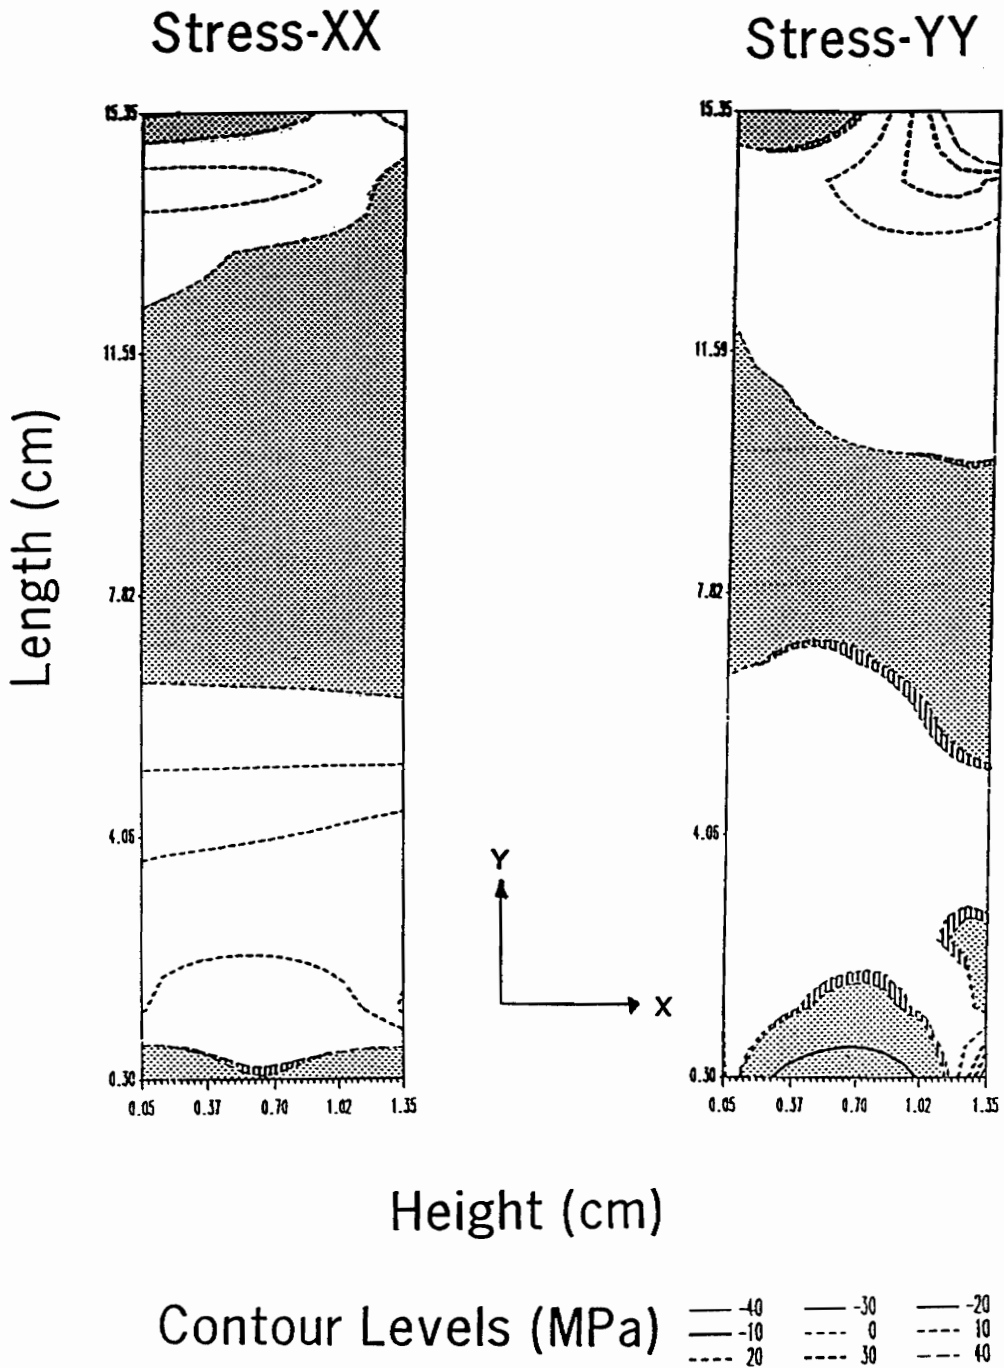 Stress-XX
Stress-YY
15.35
11.59
7.82
4.06
0.30
0.05 0.37 0.70 1.02 1.35
15.35
11.59
7.82
4.06
0.30
0.05 0.37 0.70 1.02 1.35
Length (cm)
Y
X
Height (cm)
Contour Levels (MPa)
-40 -30 -20
-10 0 10
20 30 40